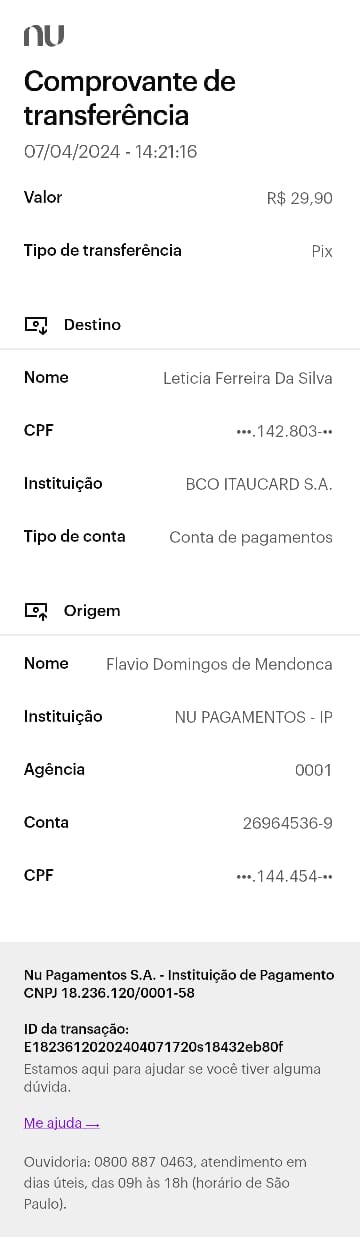 nu
Comprovante de
transferência
07/04/2024 - 14:21:16
Valor R$ 29,90
Tipo de transferência Pix
Destino
Nome Leticia Ferreira Da Silva
CPF •••.142.803-••
Instituição BCO ITAUCARD S.A.
Tipo de conta Conta de pagamentos
Origem
Nome Flavio Domingos de Mendonca
Instituição NU PAGAMENTOS - IP
Agência 0001
Conta 26964536-9
CPF •••.144.454-••
Nu Pagamentos S.A. - Instituição de Pagamento
CNPJ 18.236.120/0001-58
ID da transação:
E18236120202404071720s18432eb80f
Estamos aqui para ajudar se você tiver alguma
dúvida.
Me ajuda →
Ouvidoria: 0800 887 0463, atendimento em
dias úteis, das 09h às 18h (horário de São
Paulo).